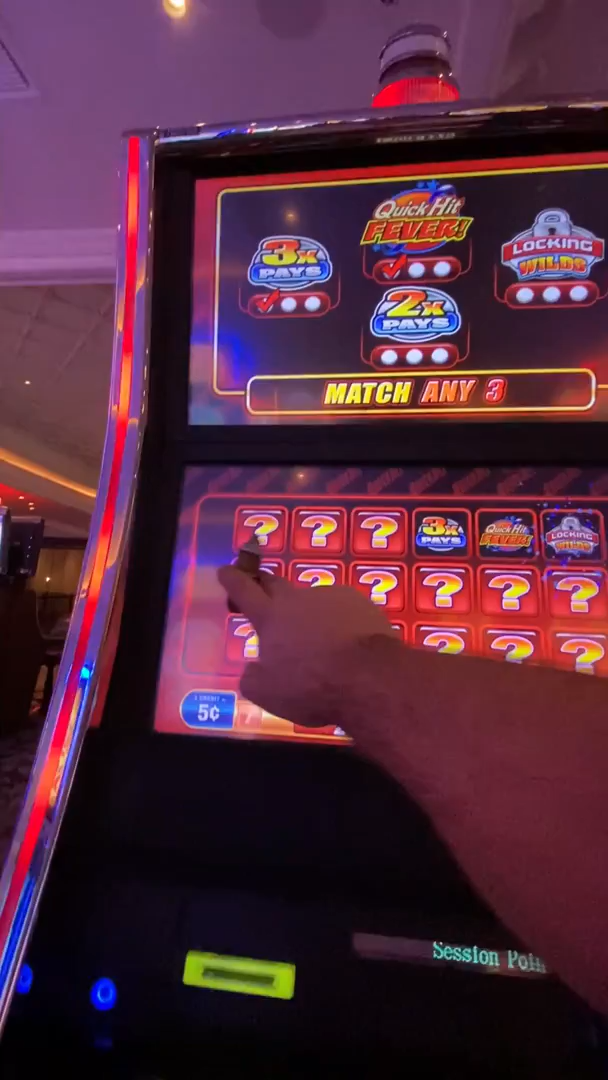 Quick Hit
FEVER!
3x
PAYS
LOCKING
WILDS
2x
PAYS
MATCH ANY 3
? ? ? 3x PAYS Quick Hit FEVER! LOCKING WILDS
? ? ? ? ?
? ? ? ?
1 CREDIT =
5¢
7
Session